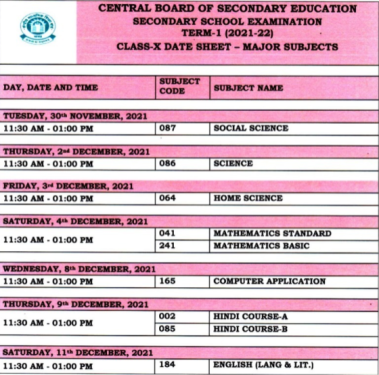 CENTRAL BOARD OF SECONDARY EDUCATION
SECONDARY SCHOOL EXAMINATION
TERM-1 (2021-22)
CLASS-X DATE SHEET – MAJOR SUBJECTS
DAY, DATE AND TIME SUBJECT CODE SUBJECT NAME
TUESDAY, 30th NOVEMBER, 2021
11:30 AM - 01:00 PM 087 SOCIAL SCIENCE
THURSDAY, 2nd DECEMBER, 2021
11:30 AM - 01:00 PM 086 SCIENCE
FRIDAY, 3rd DECEMBER, 2021
11:30 AM - 01:00 PM 064 HOME SCIENCE
SATURDAY, 4th DECEMBER, 2021
11:30 AM - 01:00 PM 041 MATHEMATICS STANDARD
241 MATHEMATICS BASIC
WEDNESDAY, 8th DECEMBER, 2021
11:30 AM - 01:00 PM 165 COMPUTER APPLICATION
THURSDAY, 9th DECEMBER, 2021
11:30 AM - 01:00 PM 002 HINDI COURSE-A
085 HINDI COURSE-B
SATURDAY, 11th DECEMBER, 2021
11:30 AM - 01:00 PM 184 ENGLISH (LANG & LIT.)